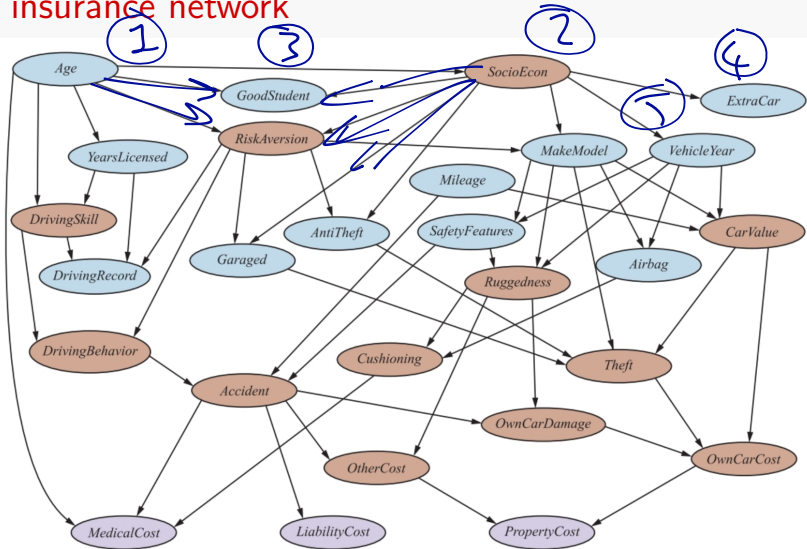 insurance network
1
3
2
4
5
Age
SocioEcon
GoodStudent
ExtraCar
RiskAversion
YearsLicensed
MakeModel
VehicleYear
Mileage
DrivingSkill
AntiTheft
SafetyFeatures
CarValue
Garaged
DrivingRecord
Airbag
Ruggedness
DrivingBehavior
Cushioning
Theft
Accident
OwnCarDamage
OtherCost
OwnCarCost
MedicalCost
LiabilityCost
PropertyCost